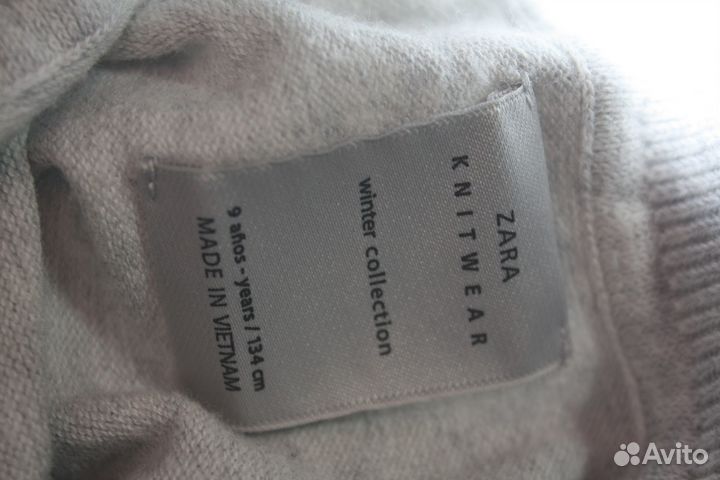 ZARA
KNITWEAR
winter collection
9 años - years / 134 cm
MADE IN VIETNAM
Avito